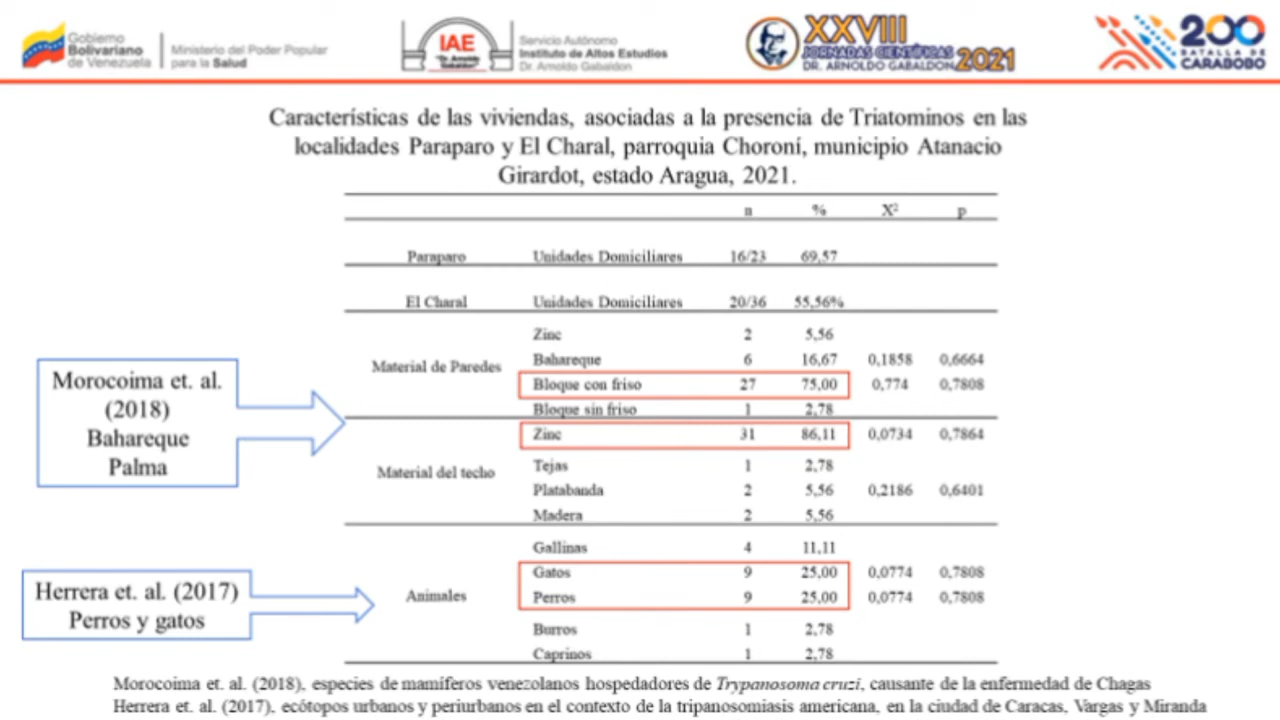 Gobierno
Bolivariano
de Venezuela
Ministerio del Poder Popular
para la Salud
IAE
"Dr. Arnoldo
Gabaldon"
Servicio Autónomo
Instituto de Altos Estudios
Dr. Arnoldo Gabaldon
XXVIII
JORNADAS CIENTÍFICAS
DR. ARNOLDO GABALDON
2021
200
BATALLA DE
CARABOBO
Características de las viviendas, asociadas a la presencia de Triatominos en las
localidades Paraparo y El Charal, parroquia Choroní, municipio Atanacio
Girardot, estado Aragua, 2021.
n % X² p
Paraparo Unidades Domiciliares 16/23 69,57
El Charal Unidades Domiciliares 20/36 55,56%
Material de Paredes
Zinc 2 5,56
Bahareque 6 16,67 0,1858 0,6664
Bloque con friso 27 75,00 0,774 0,7808
Bloque sin friso 1 2,78
Material del techo
Zinc 31 86,11 0,0734 0,7864
Tejas 1 2,78
Platabanda 2 5,56 0,2186 0,6401
Madera 2 5,56
Animales
Gallinas 4 11,11
Gatos 9 25,00 0,0774 0,7808
Perros 9 25,00 0,0774 0,7808
Burros 1 2,78
Caprinos 1 2,78
Morocoima et. al.
(2018)
Bahareque
Palma
Herrera et. al. (2017)
Perros y gatos
Morocoima et. al. (2018), especies de mamíferos venezolanos hospedadores de Trypanosoma cruzi, causante de la enfermedad de Chagas
Herrera et. al. (2017), ecótopos urbanos y periurbanos en el contexto de la tripanosomiasis americana, en la ciudad de Caracas, Vargas y Miranda